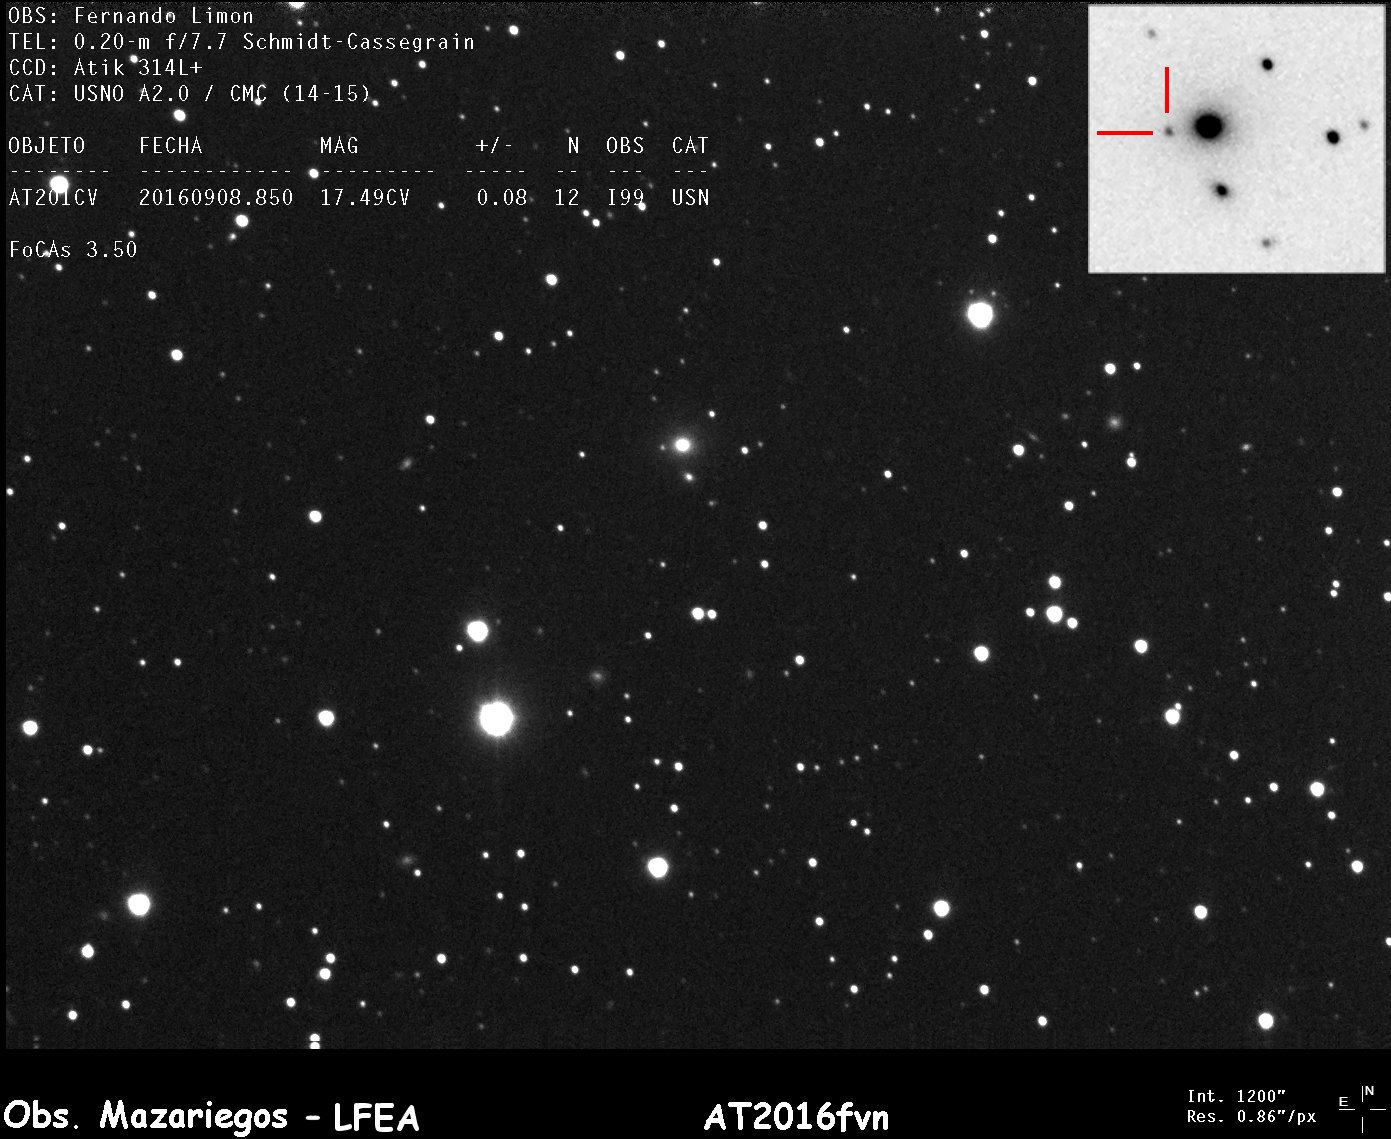 OBS: Fernando Limon
TEL: 0.20-m f/7.7 Schmidt-Cassegrain
CCD: Atik 314L+
CAT: USNO A2.0 / CMC (14-15)
OBJETO FECHA MAG +/- N OBS CAT
-------- ------------ ---------- ----- -- --- ---
AT201CV 20160908.850 17.49CV 0.08 12 I99 USN
FoCAs 3.50
Obs. Mazariegos - LFEA
AT2016fvn
Int. 1200"
Res. 0.86"/px
E N